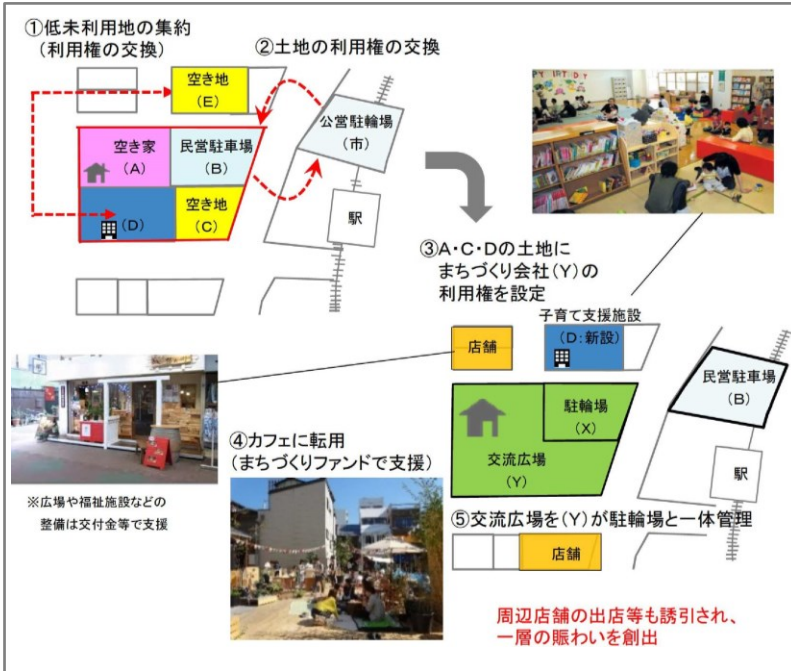 ①低未利用地の集約
(利用権の交換)
②土地の利用権の交換
空き地
(E)
公営駐輪場
(市)
空き家
(A)
民営駐車場
(B)
(D)
空き地
(C)
駅
③A・C・Dの土地に
まちづくり会社(Y)の
利用権を設定
子育て支援施設
店舗
(D:新設)
民営駐車場
(B)
駐輪場
(X)
交流広場
(Y)
駅
④カフェに転用
(まちづくりファンドで支援)
※広場や福祉施設などの
整備は交付金等で支援
⑤交流広場を(Y)が駐輪場と一体管理
店舗
周辺店舗の出店等も誘引され、
一層の賑わいを創出